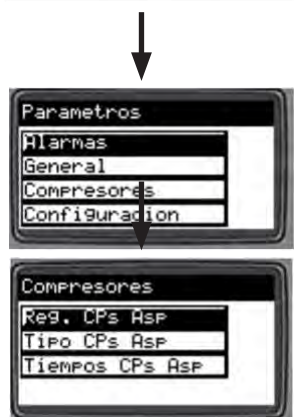 Parametros
Alarmas
General
Compresores
Configuracion
Compresores
Reg. CPs Asp
Tipo CPs Asp
Tiempos CPs Asp